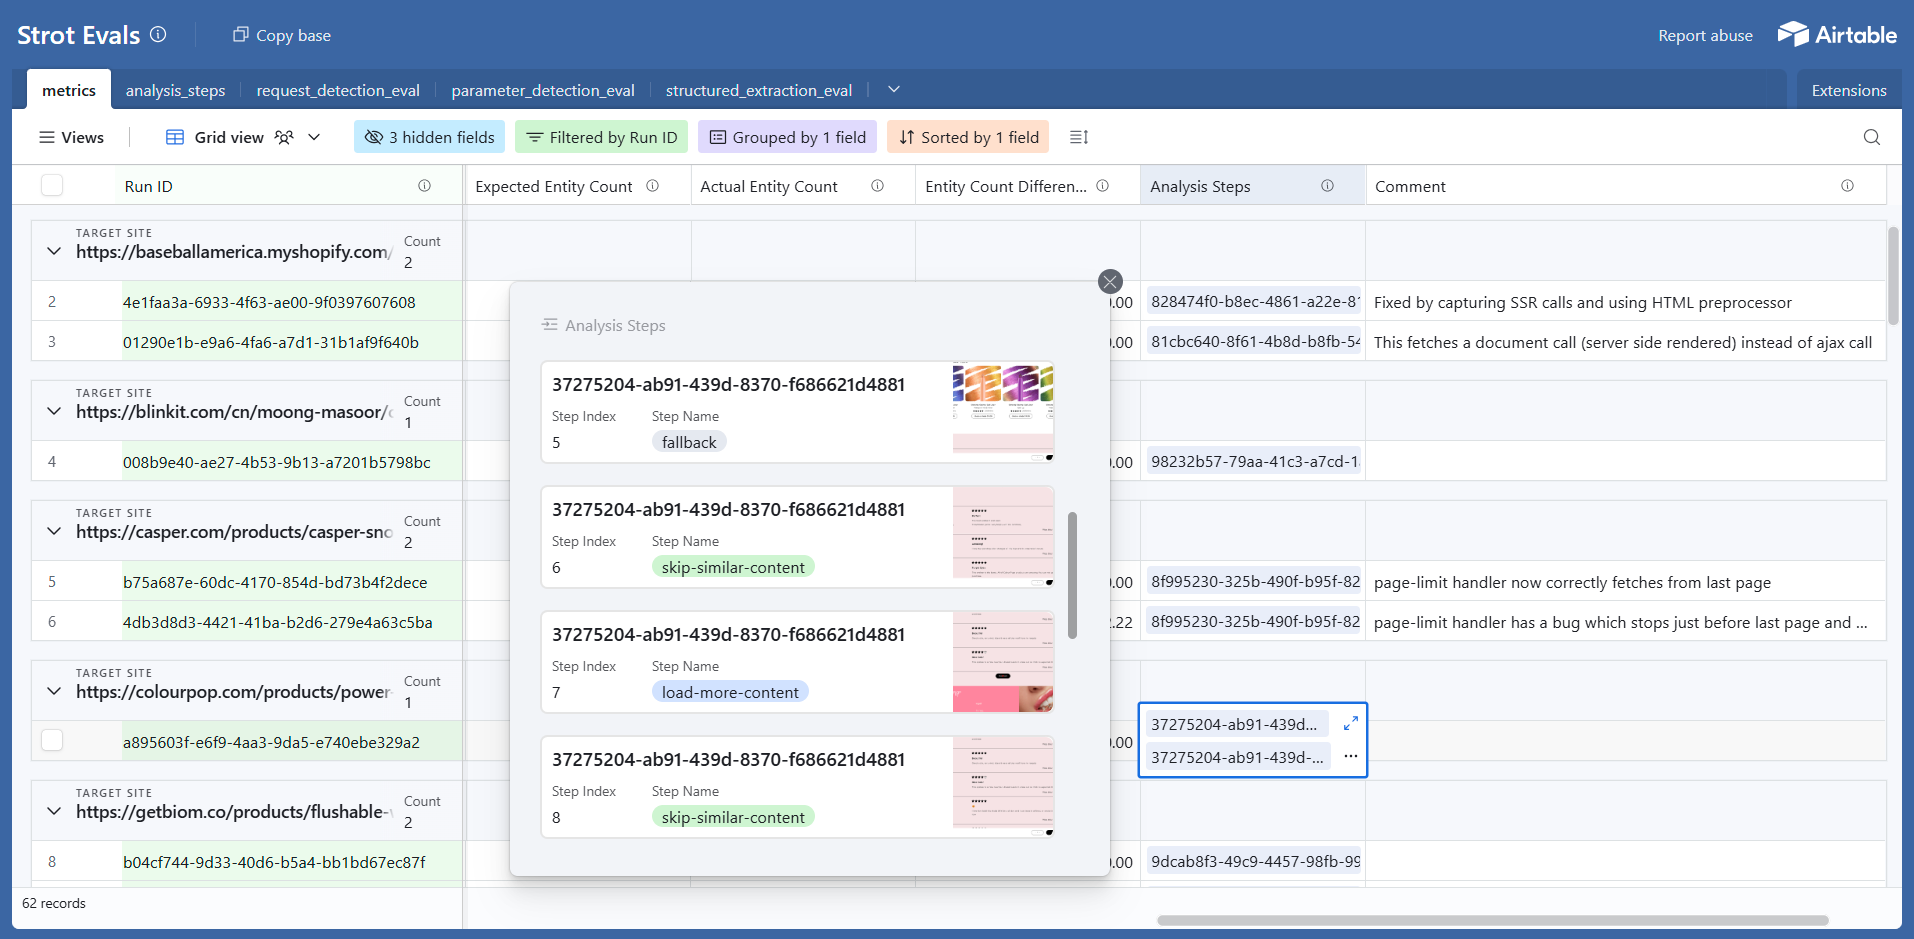 Strot Evals
Copy base
Report abuse
Airtable
metrics
analysis_steps
request_detection_eval
parameter_detection_eval
structured_extraction_eval
Extensions
Views
Grid view
3 hidden fields
Filtered by Run ID
Grouped by 1 field
Sorted by 1 field
Run ID
Expected Entity Count
Actual Entity Count
Entity Count Differen...
Analysis Steps
Comment
TARGET SITE
https://baseballamerica.myshopify.com/
Count
2
2
4e1faa3a-6933-4f63-ae00-9f0397607608
.00
828474f0-b8ec-4861-a22e-81
Fixed by capturing SSR calls and using HTML preprocessor
3
01290e1b-e9a6-4fa6-a7d1-31b1af9f640b
.00
81cbc640-8f61-4b8d-b8fb-54
This fetches a document call (server side rendered) instead of ajax call
TARGET SITE
https://blinkit.com/cn/moong-masoor/
Count
1
4
008b9e40-ae27-4b53-9b13-a7201b5798bc
.00
98232b57-79aa-41c3-a7cd-1
TARGET SITE
https://casper.com/products/casper-sno
Count
2
5
b75a687e-60dc-4170-854d-bd73b4f2dece
.00
8f995230-325b-490f-b95f-82
page-limit handler now correctly fetches from last page
6
4db3d8d3-4421-41ba-b2d6-279e4a63c5ba
.22
8f995230-325b-490f-b95f-82
page-limit handler has a bug which stops just before last page and ...
TARGET SITE
https://colourpop.com/products/power-
Count
1
a895603f-e6f9-4aa3-9da5-e740ebe329a2
.00
37275204-ab91-439d...
37275204-ab91-439d-...
TARGET SITE
https://getbiom.co/products/flushable-
Count
2
8
b04cf744-9d33-40d6-b5a4-bb1bd67ec87f
.00
9dcab8f3-49c9-4457-98fb-99
62 records
Analysis Steps
37275204-ab91-439d-8370-f686621d4881
Step Index
Step Name
5
fallback
37275204-ab91-439d-8370-f686621d4881
Step Index
Step Name
6
skip-similar-content
37275204-ab91-439d-8370-f686621d4881
Step Index
Step Name
7
load-more-content
37275204-ab91-439d-8370-f686621d4881
Step Index
Step Name
8
skip-similar-content